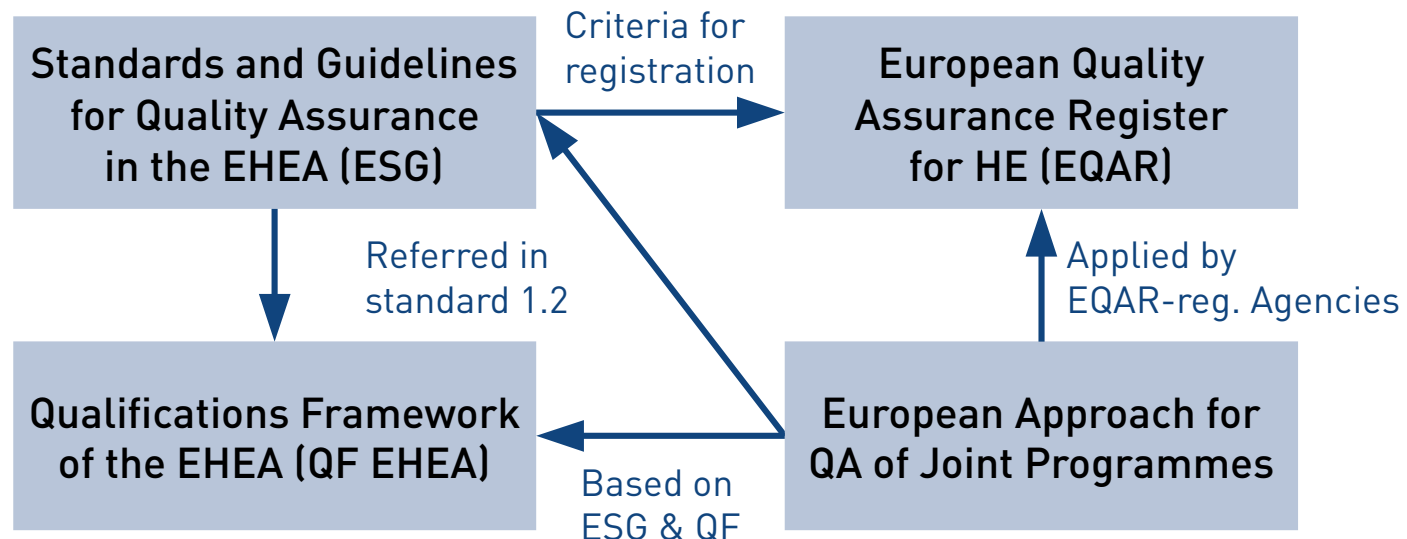 Standards and Guidelines
for Quality Assurance
in the EHEA (ESG)
Criteria for
registration
European Quality
Assurance Register
for HE (EQAR)
Referred in
standard 1.2
Applied by
EQAR-reg. Agencies
Qualifications Framework
of the EHEA (QF EHEA)
Based on
ESG & QF
European Approach for
QA of Joint Programmes